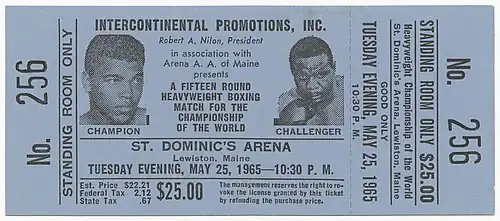 No. 256
STANDING ROOM ONLY
INTERCONTINENTAL PROMOTIONS, INC.
Robert A. Nilon, President
in association with
Arena A. A. of Maine
presents
A FIFTEEN ROUND
HEAVYWEIGHT BOXING
MATCH FOR THE
CHAMPIONSHIP
OF THE WORLD
CHAMPION
CHALLENGER
ST. DOMINIC'S ARENA
Lewiston, Maine
TUESDAY EVENING, MAY 25, 1965—10:30 P. M.
Est. Price $22.21
Federal Tax 2.12
State Tax .67
$25.00
The management reserves the right to re-
voke the license granted by this ticket
by refunding the purchase price.
GOOD ONLY
TUESDAY EVENING, MAY 25, 1965
10:30 P. M.
St. Dominic's Arena, Lewiston, Maine
Heavyweight Championship of the World
STANDING ROOM ONLY $25.00
No. 256